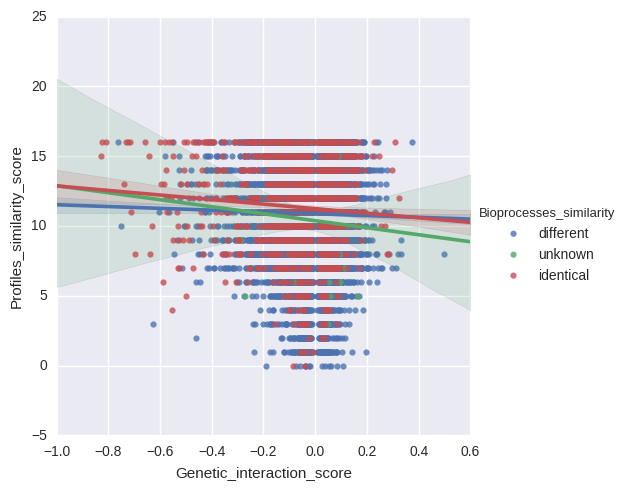 25
20
15
10
5
0
−5
Profiles_similarity_score
−1.0 −0.8 −0.6 −0.4 −0.2 0.0 0.2 0.4 0.6
Genetic_interaction_score
Bioprocesses_similarity
different
unknown
identical